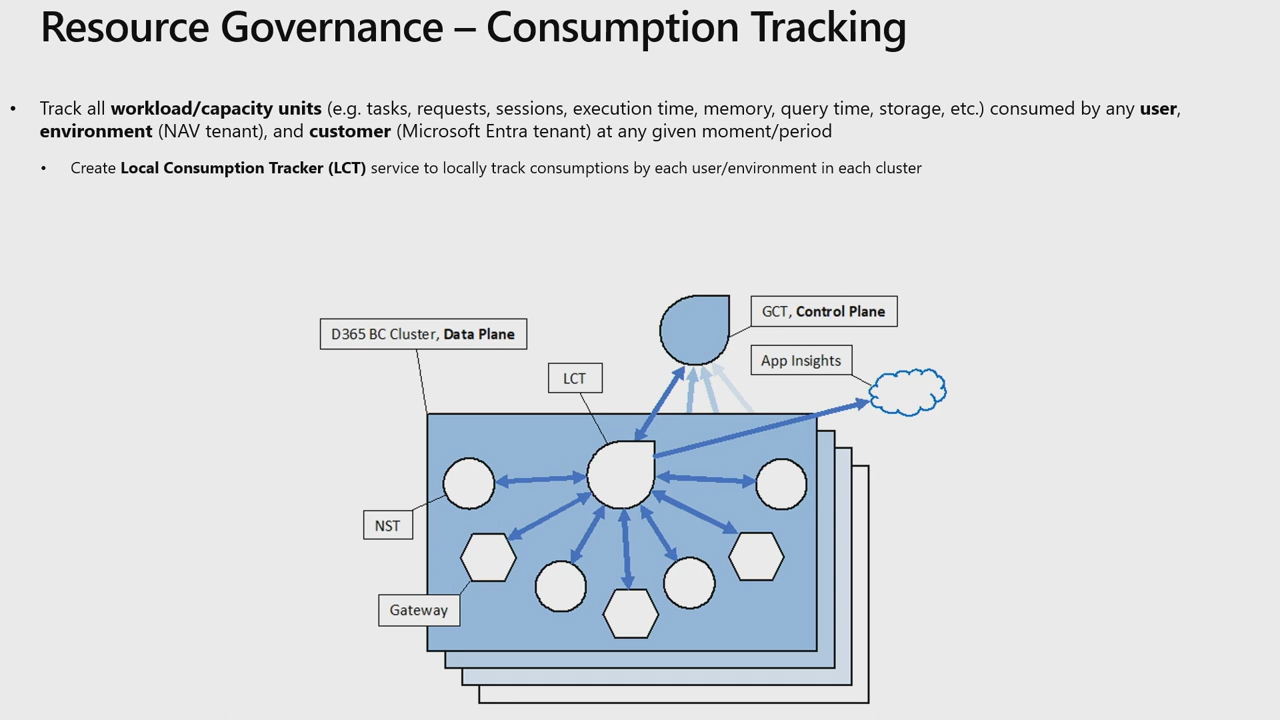 Resource Governance – Consumption Tracking
• Track all workload/capacity units (e.g. tasks, requests, sessions, execution time, memory, query time, storage, etc.) consumed by any user,
environment (NAV tenant), and customer (Microsoft Entra tenant) at any given moment/period
• Create Local Consumption Tracker (LCT) service to locally track consumptions by each user/environment in each cluster
GCT, Control Plane
D365 BC Cluster, Data Plane
App Insights
LCT
NST
Gateway